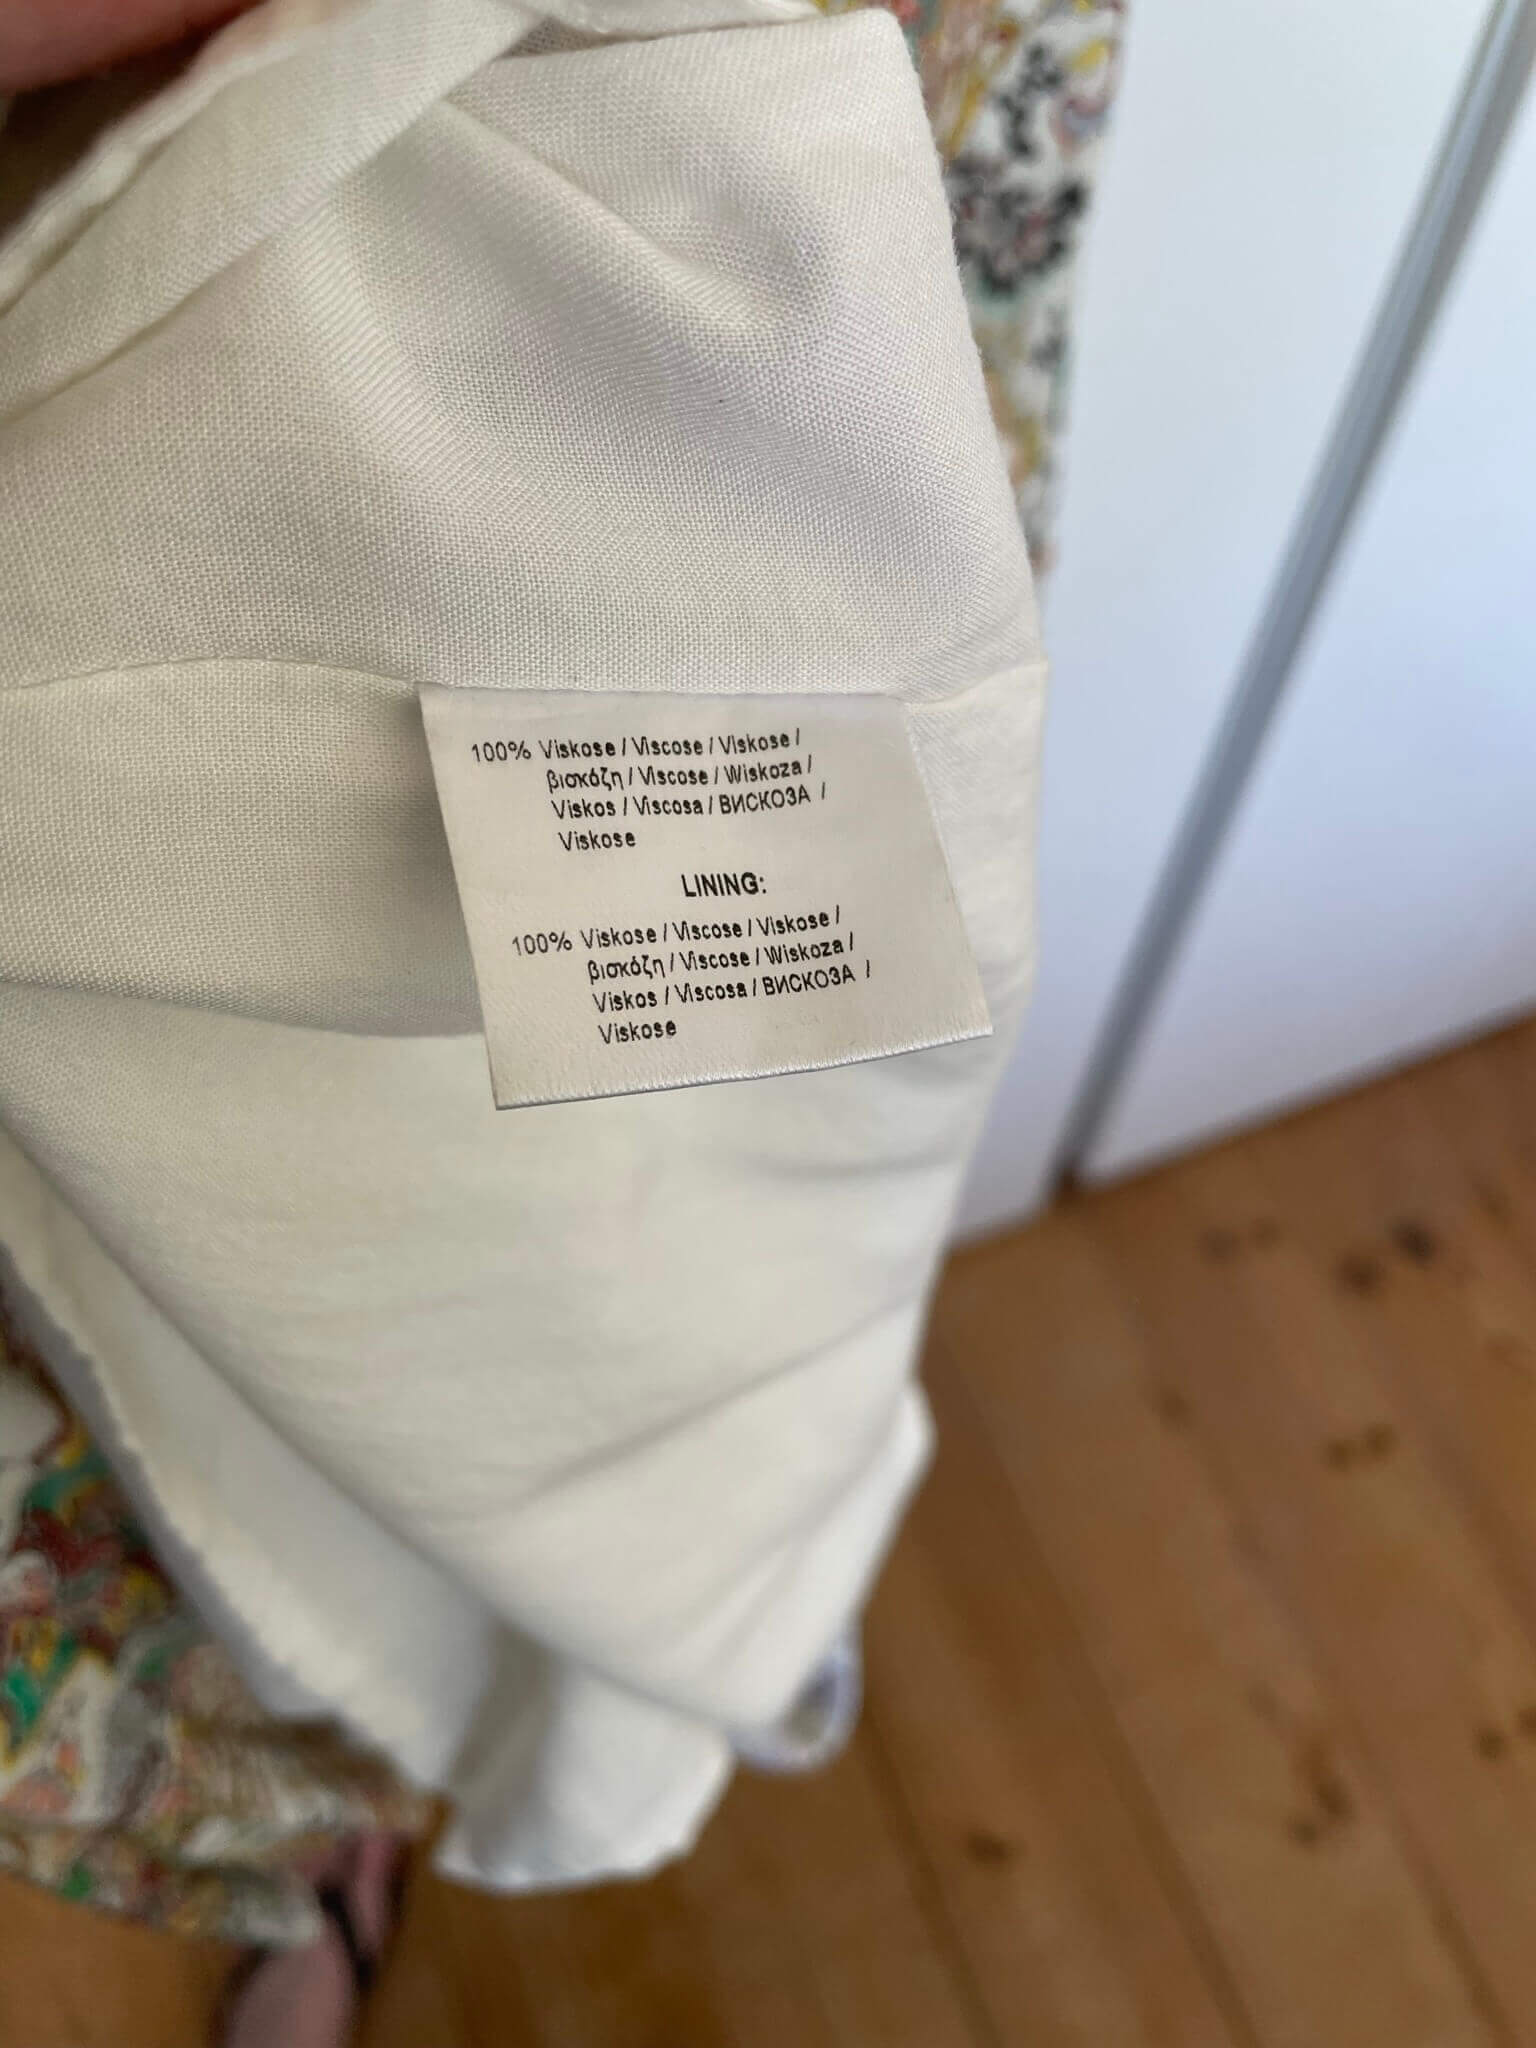 100% Viskose / Viscose / Viskose /
βισκόζη / Viscose / Wiskoza /
Viskos / Viscosa / ВИСКОЗА /
Viskose
LINING:
100% Viskose / Viscose / Viskose /
βισκόζη / Viscose / Wiskoza /
Viskos / Viscosa / ВИСКОЗА /
Viskose